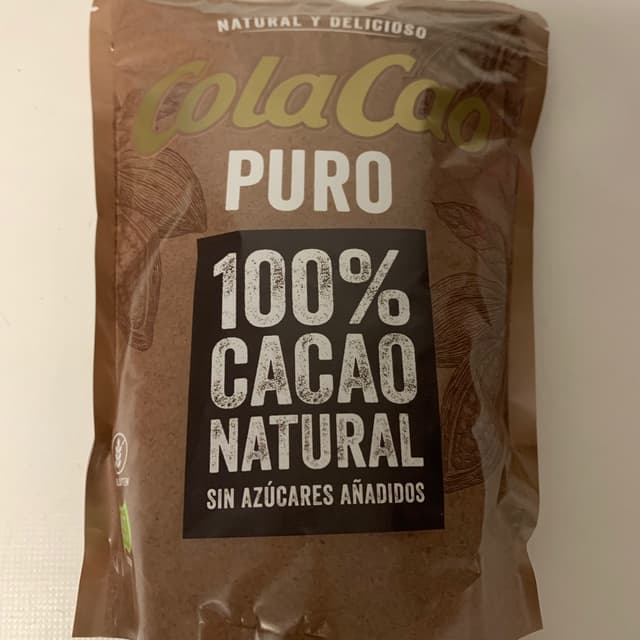 NATURAL Y DELICIOSO
ColaCao
PURO
100%
CACAO
NATURAL
SIN AZÚCARES AÑADIDOS